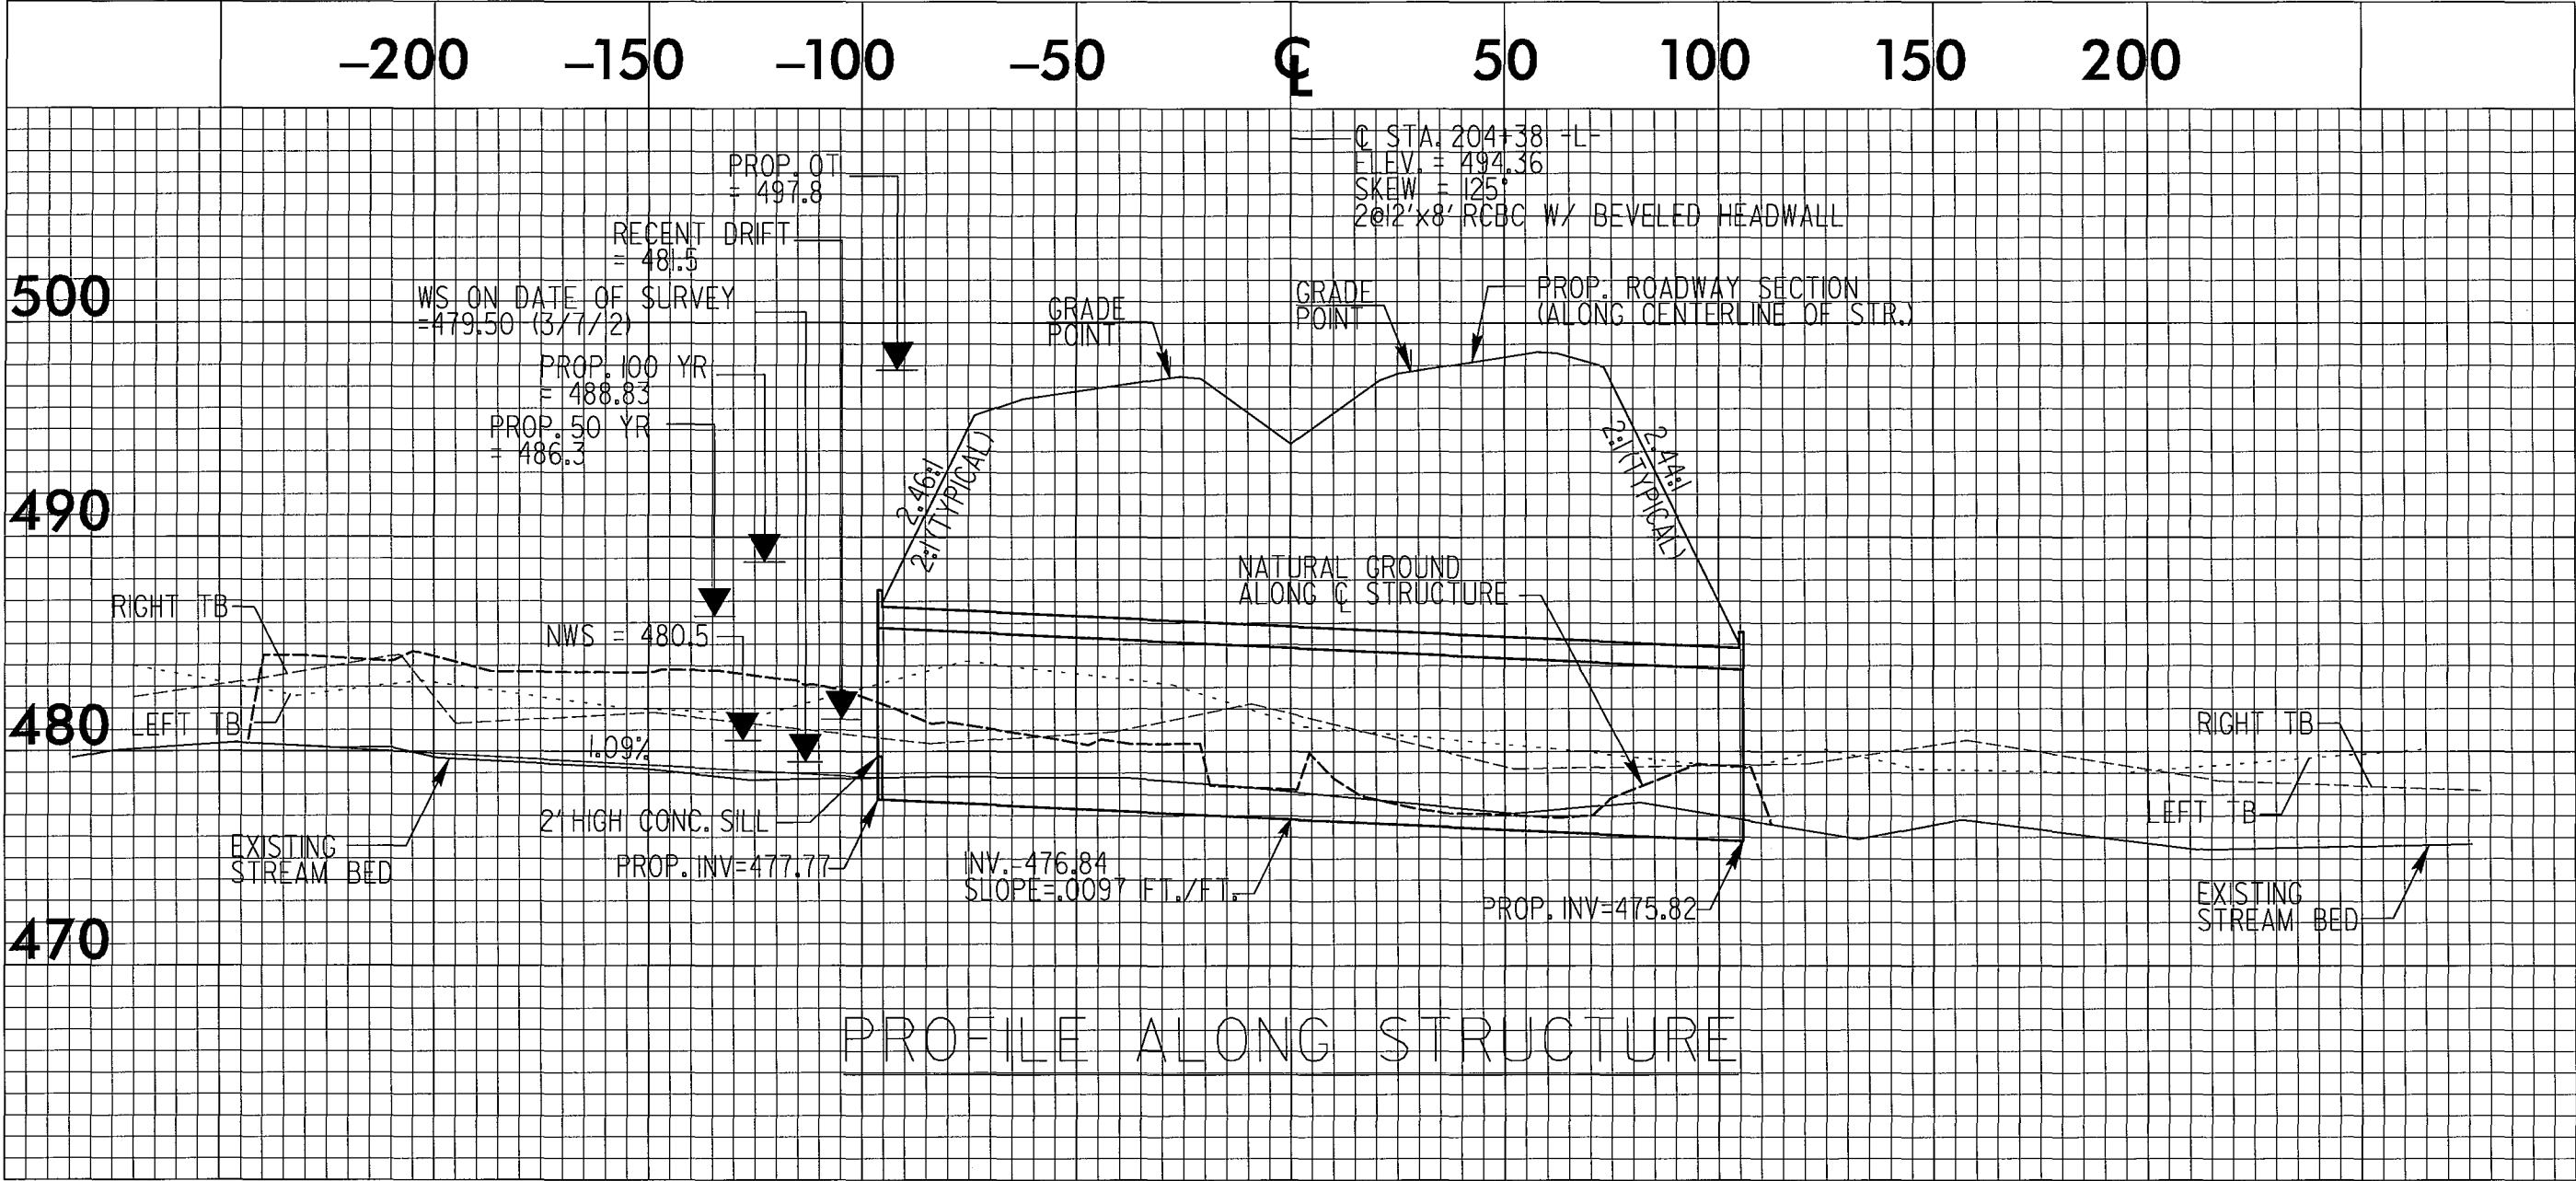 -200 -150 -100 -50 ℄ 50 100 150 200
℄ STA. 204+38 -L-
ELEV. = 494.36
SKEW = 125°
2@12'X8' RCBC W/ BEVELED HEADWALL
PROP. OT
= 497.8
RECENT DRIFT
= 481.5
WS ON DATE OF SURVEY
=479.50 (3/7/12)
PROP. 100 YR
= 488.83
PROP. 50 YR
= 486.3
500
490
480
470
GRADE
POINT
GRADE
POINT
PROP. ROADWAY SECTION
(ALONG CENTERLINE OF STR.)
2.46:1
2:1(TYPICAL)
2.44:1
2:1(TYPICAL)
NATURAL GROUND
ALONG ℄ STRUCTURE
RIGHT TB
NWS = 480.5
LEFT TB
1.09%
RIGHT TB
LEFT TB
2' HIGH CONC. SILL
EXISTING
STREAM BED
PROP. INV=477.77
INV.=476.84
SLOPE=.0097 FT./FT.
PROP. INV=475.82
EXISTING
STREAM BED
PROFILE ALONG STRUCTURE